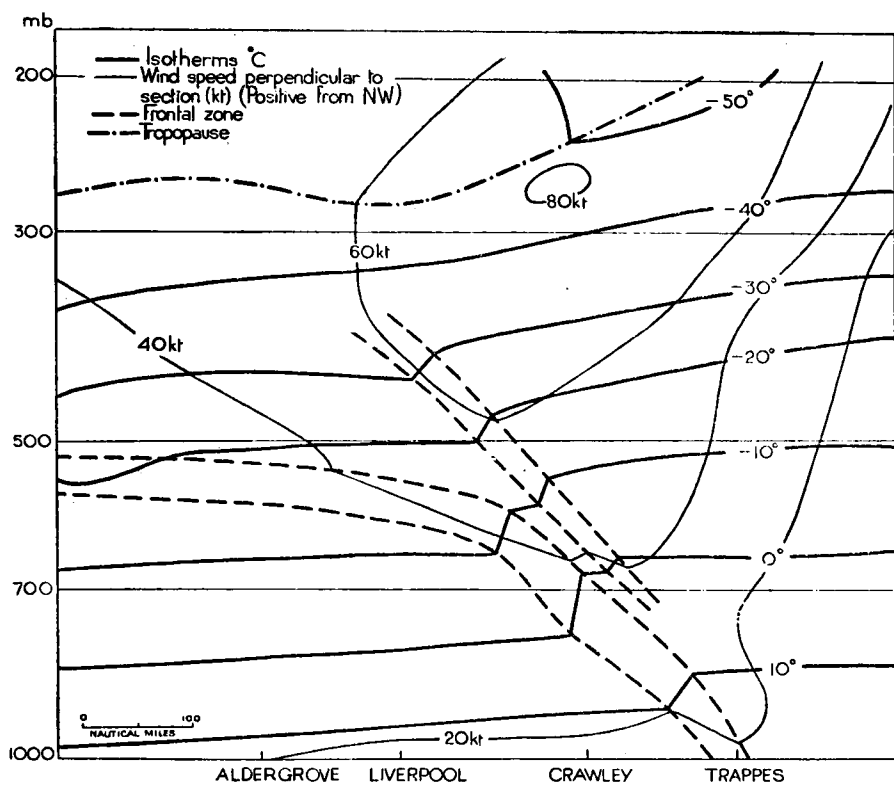 mb
Isotherms °C
Wind speed perpendicular to
section (kt) (Positive from NW)
Frontal zone
Tropopause
200
-50°
80kt
-40°
300
60kt
-30°
40kt
-20°
500
-10°
0°
700
10°
0 100
NAUTICAL MILES
20kt
1000
ALDERGROVE LIVERPOOL CRAWLEY TRAPPES